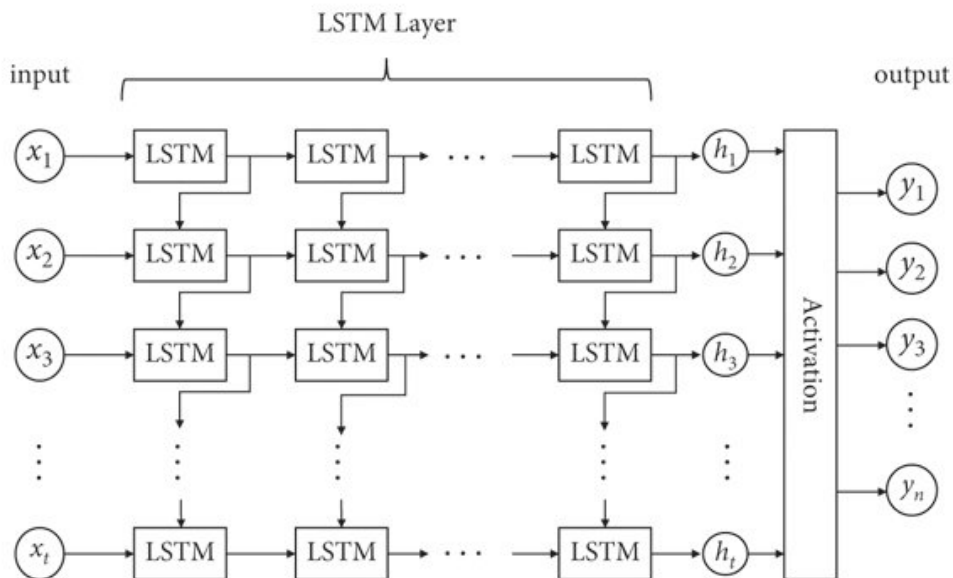 LSTM Layer
input output
x₁ LSTM LSTM . . . LSTM h₁
y₁
x₂ LSTM LSTM . . . LSTM h₂
y₂
x₃ LSTM LSTM . . . LSTM h₃
y₃
Activation
yₙ
xₜ LSTM LSTM . . . LSTM hₜ